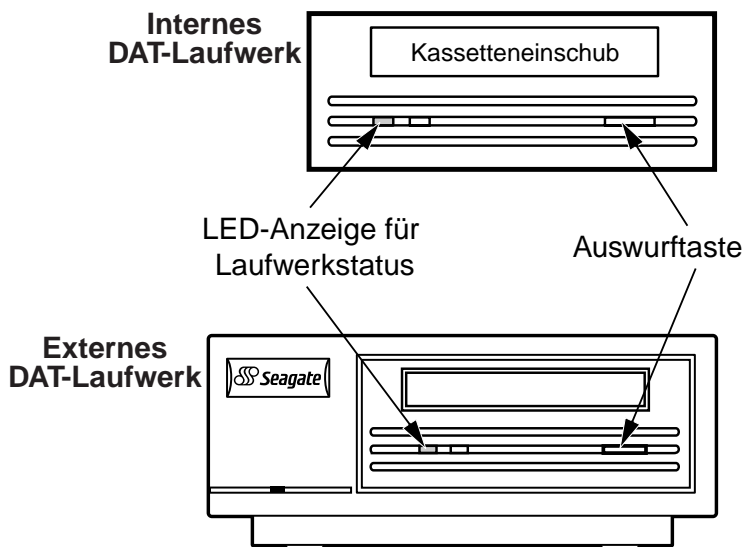 Internes
DAT-Laufwerk
Kassetteneinschub
LED-Anzeige für
Laufwerkstatus
Auswurftaste
Externes
DAT-Laufwerk
Seagate